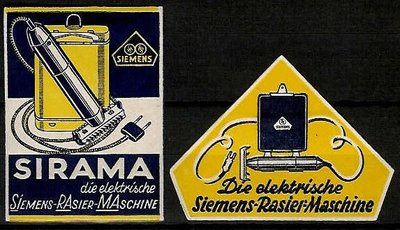 SIEMENS
SIRAMA
die elektrische
SIEMENS-RASIER-MASCHINE
SIEMENS
Die elektrische
Siemens-Rasier-Maschine